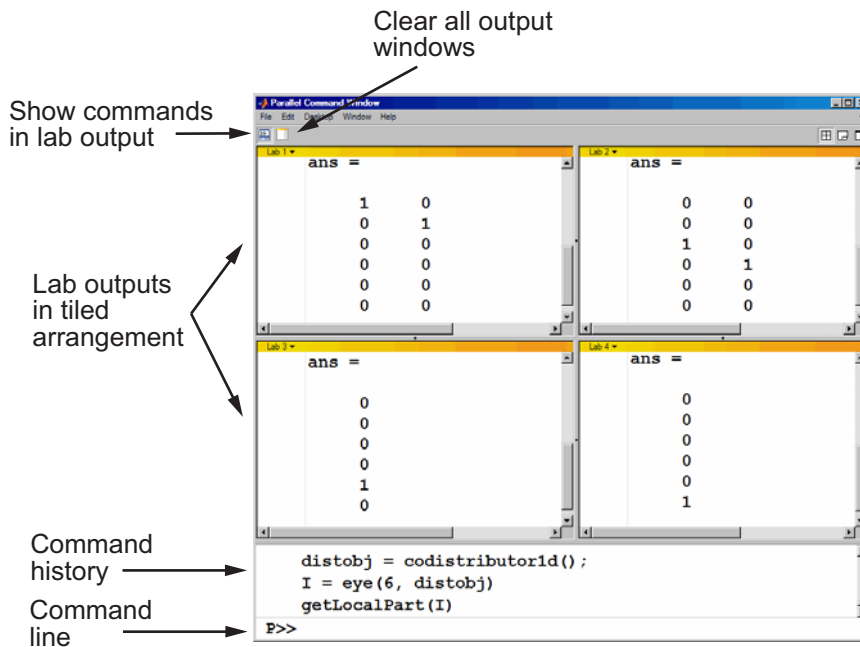 Clear all output
windows
Show commands
in lab output
Parallel Command Window
File Edit Desktop Window Help
Lab 1
ans =
1 0
0 1
0 0
0 0
0 0
0 0
Lab 2
ans =
0 0
0 0
1 0
0 1
0 0
0 0
Lab outputs
in tiled
arrangement
Lab 3
ans =
0
0
0
0
1
0
Lab 4
ans =
0
0
0
0
0
1
Command
history
distobj = codistributor1d();
I = eye(6, distobj)
getLocalPart(I)
Command
line
P>>